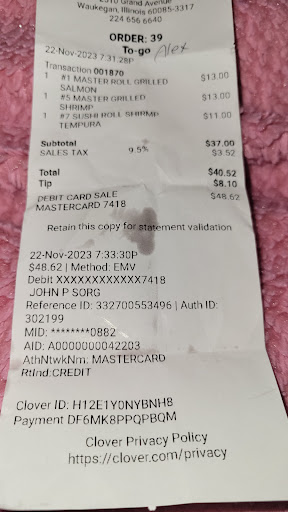 2510 Grand Avenue
Waukegan, Illinois 60085-3317
224 656 6640
ORDER: 39
To-go Alex
22-Nov-2023 7:31:28P
Transaction 001870
1 #1 MASTER ROLL GRILLED SALMON $13.00
1 #5 MASTER GRILLED SHRIMP $13.00
1 #7 SUSHI ROLL SHRIMP TEMPURA $11.00
Subtotal $37.00
SALES TAX 9.5% $3.52
Total $40.52
Tip $8.10
DEBIT CARD SALE $48.62
MASTERCARD 7418
Retain this copy for statement validation
22-Nov-2023 7:33:30P
$48.62 | Method: EMV
Debit XXXXXXXXXXXX7418
JOHN P SORG
Reference ID: 332700553496 | Auth ID:
302199
MID: ********0882
AID: A0000000042203
AthNtwkNm: MASTERCARD
RtInd:CREDIT
Clover ID: H12E1Y0NYBNH8
Payment DF6MK8PPQPBQM
Clover Privacy Policy
https://clover.com/privacy